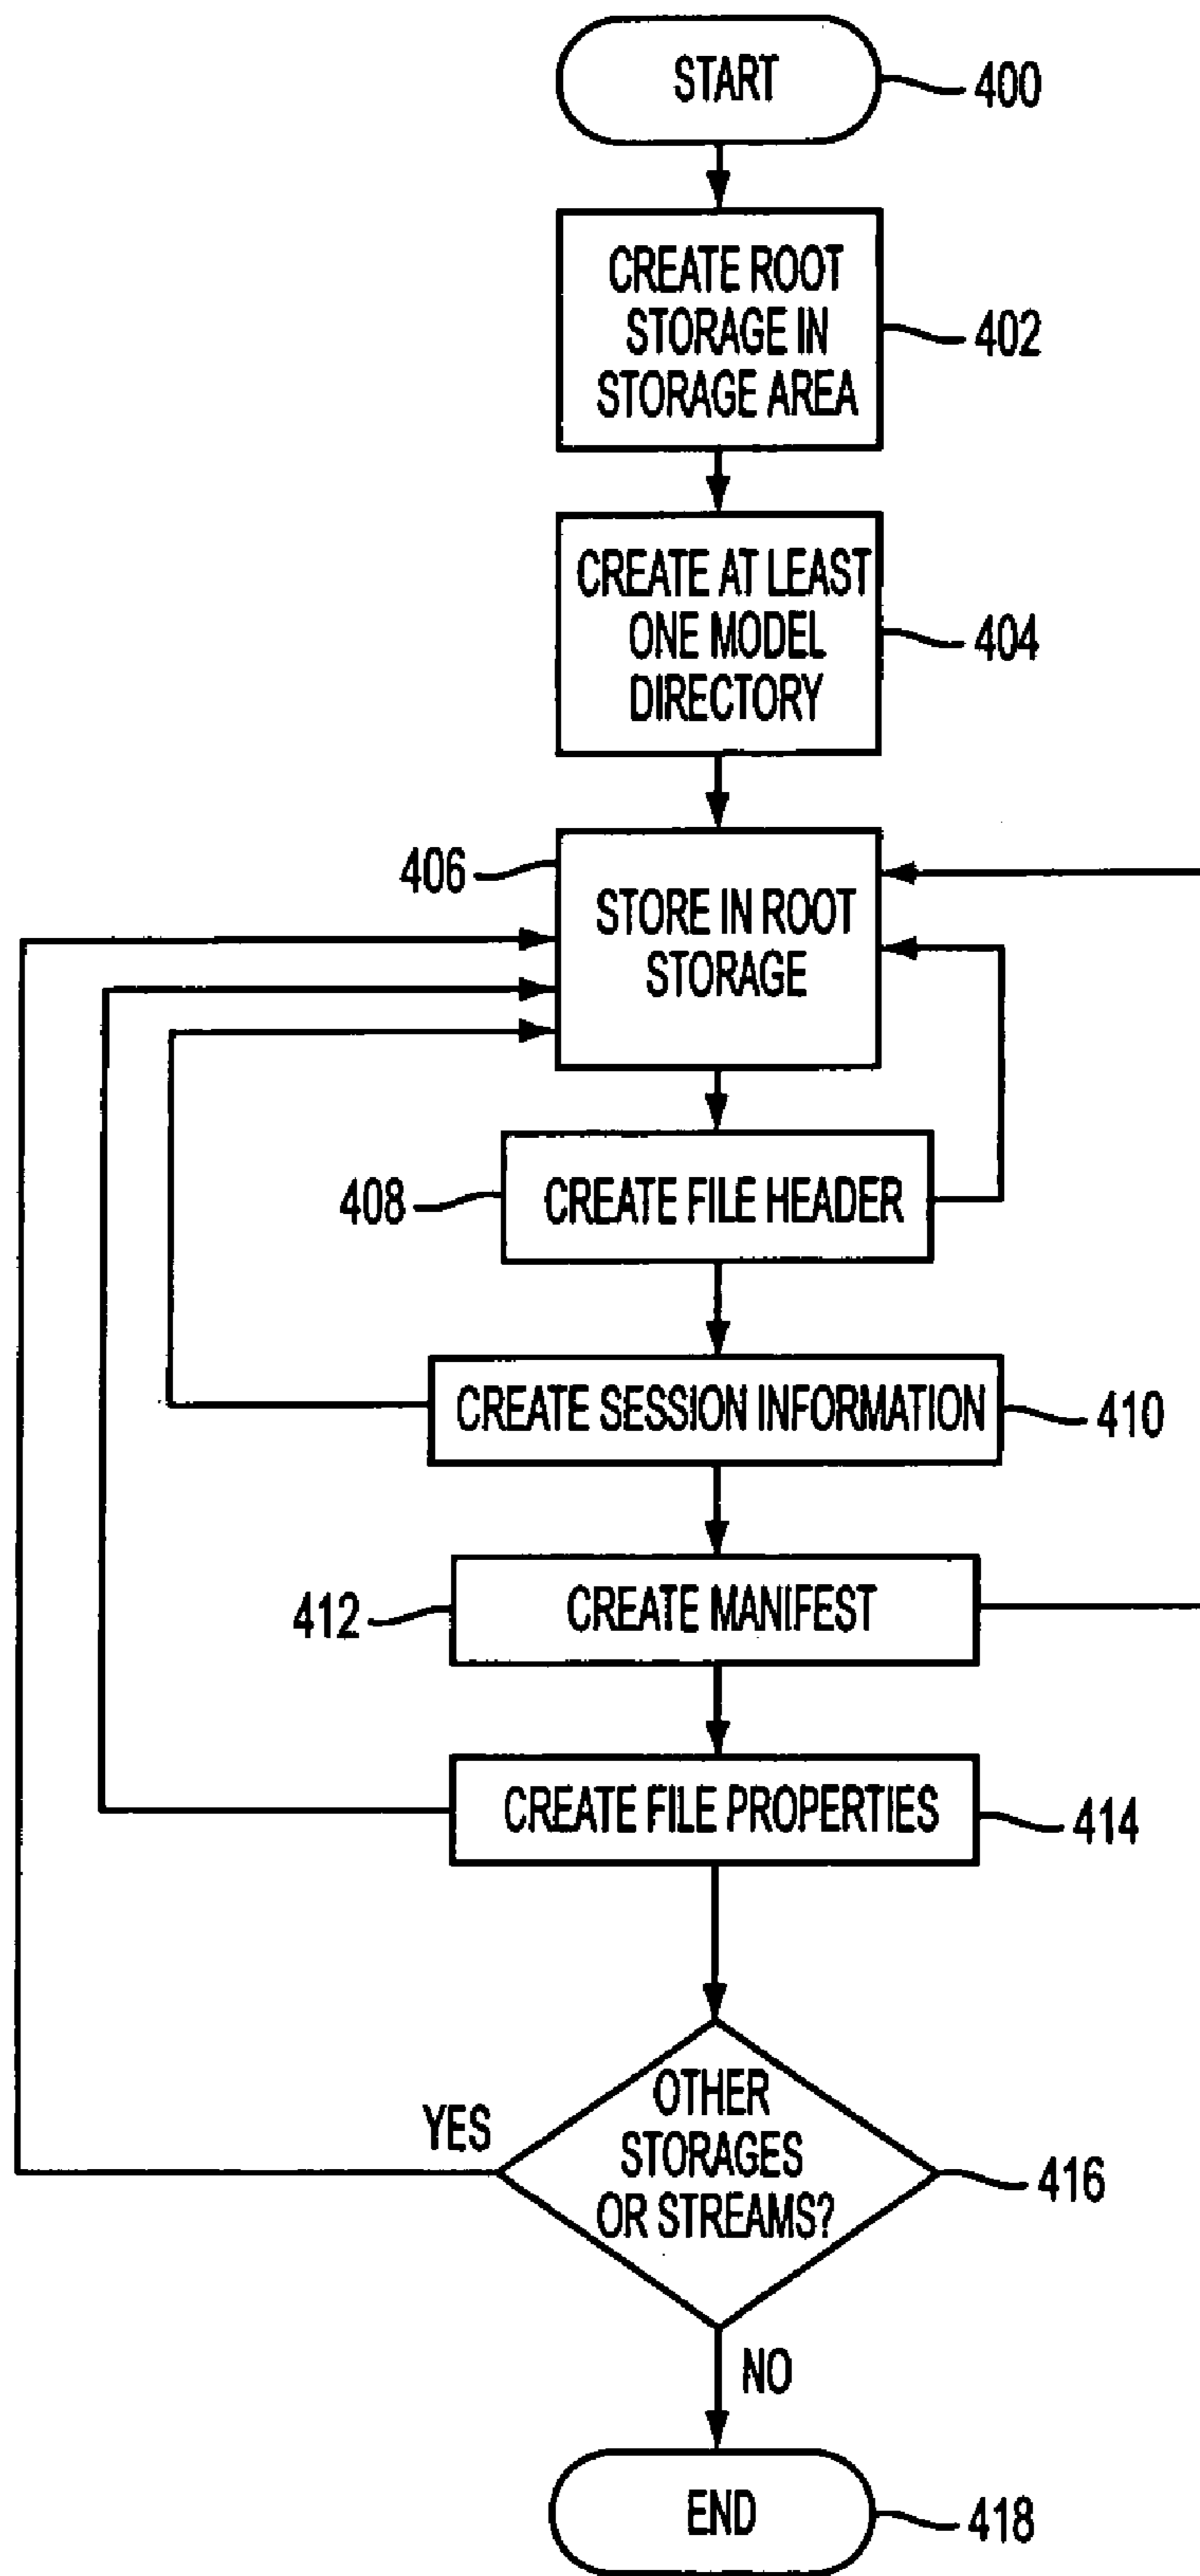 START
400
CREATE ROOT
STORAGE IN
STORAGE AREA
402
CREATE AT LEAST
ONE MODEL
DIRECTORY
404
406
STORE IN ROOT
STORAGE
408
CREATE FILE HEADER
CREATE SESSION INFORMATION
410
412
CREATE MANIFEST
CREATE FILE PROPERTIES
414
YES
OTHER
STORAGES
OR STREAMS?
416
NO
END
418